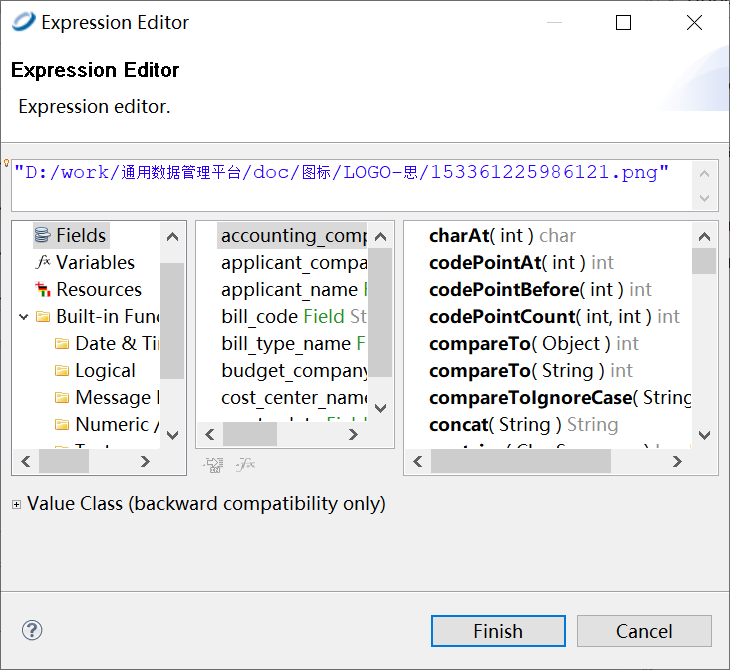 Expression Editor
Expression Editor
Expression editor.
"D:/work/通用数据管理平台/doc/图标/LOGO-思/153361225986121.png"
Fields
Variables
Resources
Built-in Fun
Date & Ti
Logical
Message
Numeric /
accounting_comp
applicant_compa
applicant_name F
bill_code Field St
bill_type_name F
budget_company
cost_center_name
charAt( int ) char
codePointAt( int ) int
codePointBefore( int ) int
codePointCount( int, int ) int
compareTo( Object ) int
compareTo( String ) int
compareToIgnoreCase( String
concat( String ) String
Value Class (backward compatibility only)
Finish
Cancel